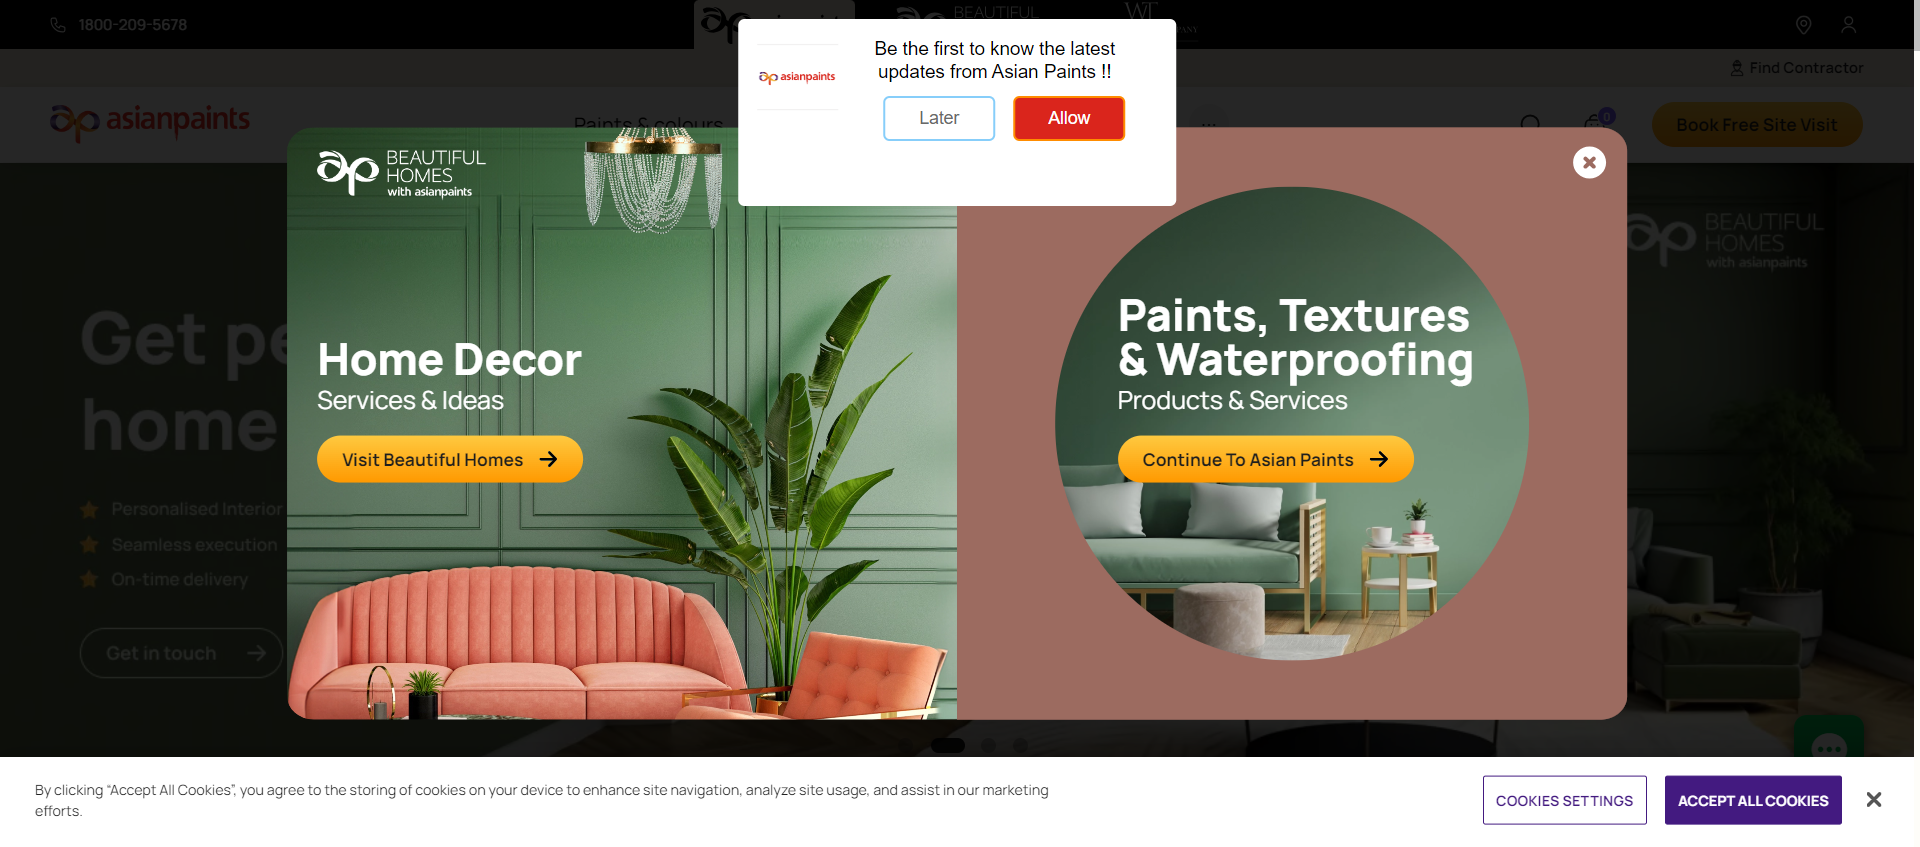 1800-209-5678
BEAUTIFUL
WT
Be the first to know the latest
updates from Asian Paints !!
asianpaints
Later
Allow
Find Contractor
asianpaints
Paints & colours
...
0
Book Free Site Visit
BEAUTIFUL
HOMES
with asianpaints
Home Decor
Services & Ideas
Visit Beautiful Homes
Paints, Textures
& Waterproofing
Products & Services
Continue To Asian Paints
BEAUTIFUL
HOMES
with asianpaints
Get
home
Personalised Interior
Seamless execution
On-time delivery
Get in touch
By clicking “Accept All Cookies”, you agree to the storing of cookies on your device to enhance site navigation, analyze site usage, and assist in our marketing
efforts.
COOKIES SETTINGS
ACCEPT ALL COOKIES